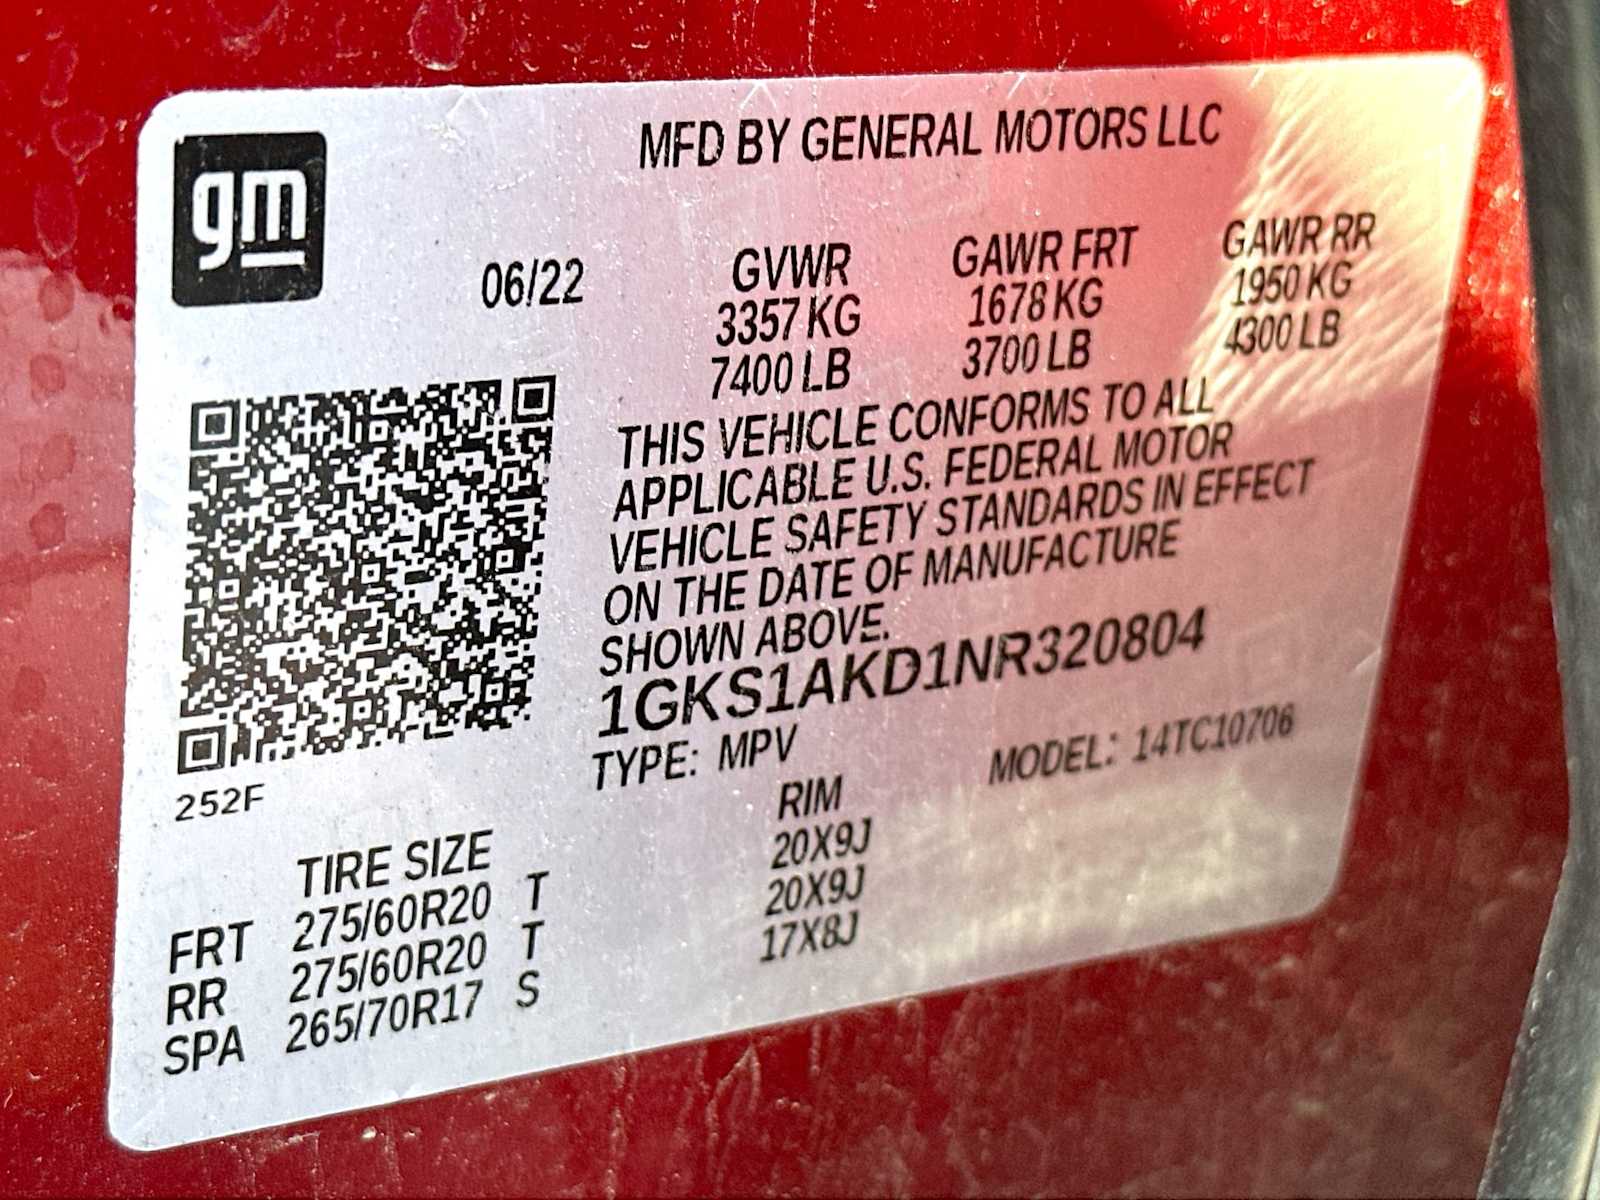 gm
MFD BY GENERAL MOTORS LLC
06/22
GVWR GAWR FRT GAWR RR
3357 KG 1678 KG 1950 KG
7400 LB 3700 LB 4300 LB
THIS VEHICLE CONFORMS TO ALL
APPLICABLE U.S. FEDERAL MOTOR
VEHICLE SAFETY STANDARDS IN EFFECT
ON THE DATE OF MANUFACTURE
SHOWN ABOVE.
1GKS1AKD1NR320804
TYPE: MPV MODEL: 14TC10706
252F
TIRE SIZE RIM
FRT 275/60R20 T 20X9J
RR 275/60R20 T 20X9J
SPA 265/70R17 S 17X8J